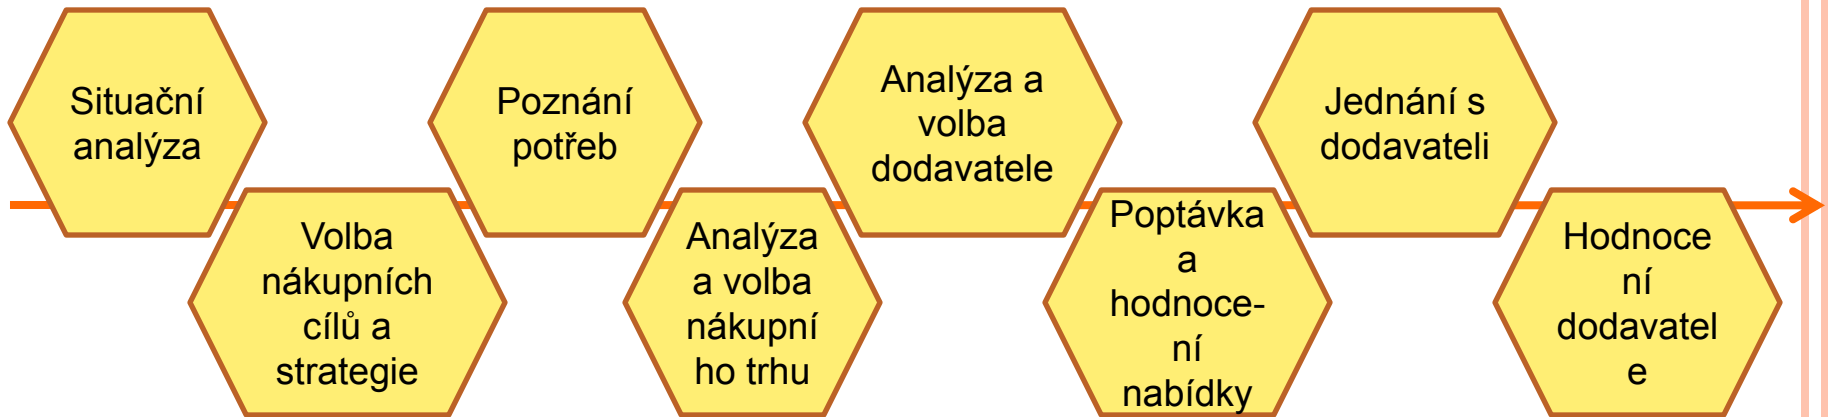 Situační
analýza
Volba
nákupních
cílů a
strategie
Poznání
potřeb
Analýza
a volba
nákupní
ho trhu
Analýza a
volba
dodavatele
Poptávka
a
hodnoce-
ní
nabídky
Jednání s
dodavateli
Hodnoce
ní
dodavatel
e